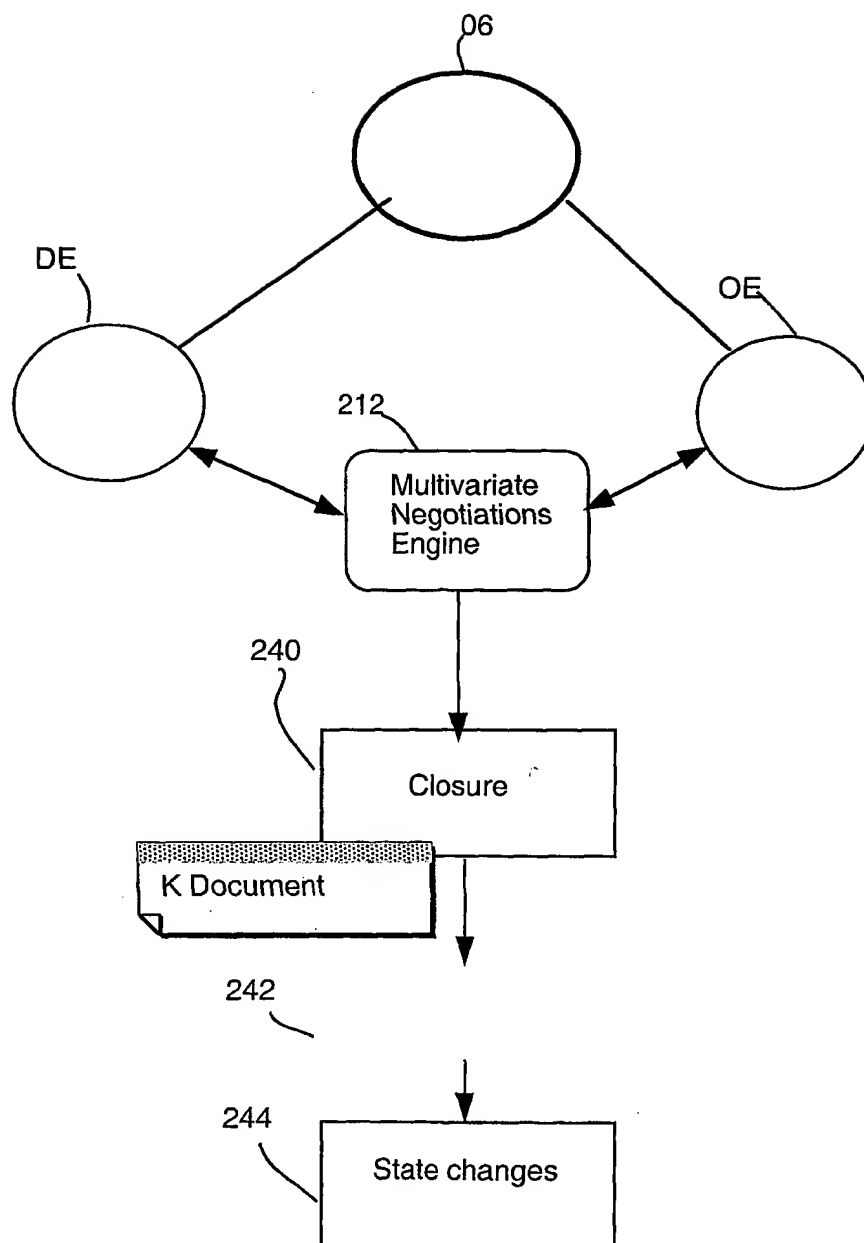 06
DE
OE
212
Multivariate
Negotiations
Engine
240
Closure
K Document
242
244
State changes